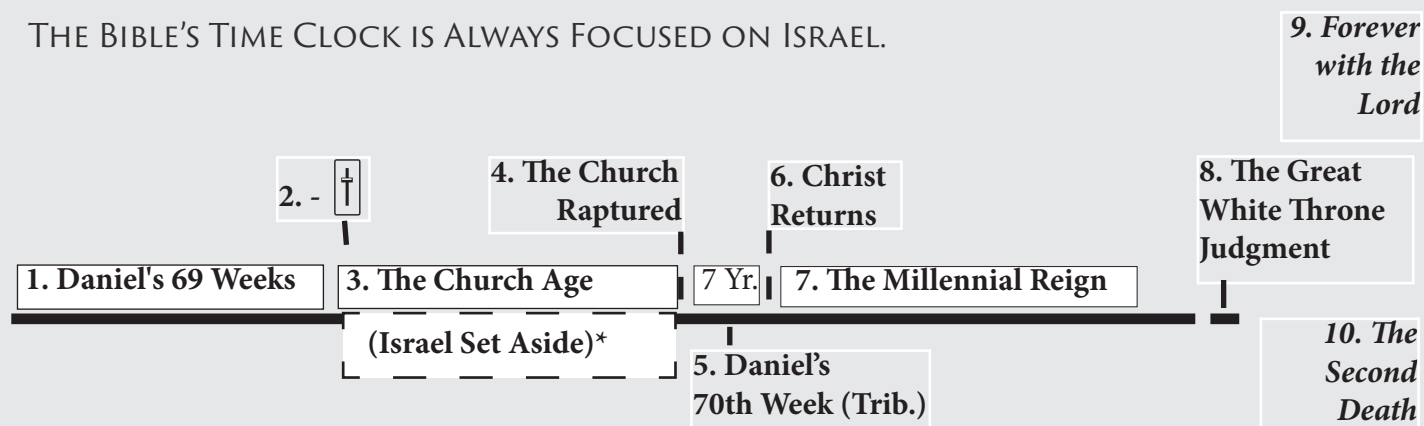 The Bible's Time Clock is Always Focused on Israel.
9. Forever
with the
Lord
2. -
4. The Church
Raptured
6. Christ
Returns
8. The Great
White Throne
Judgment
1. Daniel's 69 Weeks
3. The Church Age
7 Yr.
7. The Millennial Reign
(Israel Set Aside)*
5. Daniel's
70th Week (Trib.)
10. The
Second
Death